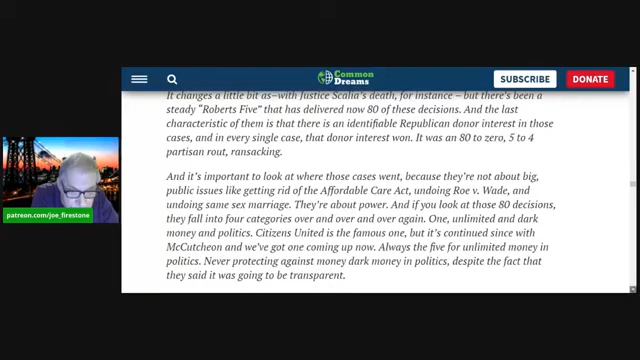 Common
Dreams
SUBSCRIBE
DONATE
It changes a little bit as– with Justice Scalia's death, for instance – but there's been a
steady “Roberts Five” that has delivered now 80 of these decisions. And the last
characteristic of them is that there is an identifiable Republican donor interest in those
cases, and in every single case, that donor interest won. It was an 80 to zero, 5 to 4
partisan rout, ransacking.
And it's important to look at where those cases went, because they're not about big,
public issues like getting rid of the Affordable Care Act, undoing Roe v. Wade, and
undoing same sex marriage. They're about power. And if you look at those 80 decisions,
they fall into four categories over and over and over again. One, unlimited and dark
money and politics. Citizens United is the famous one, but it's continued since with
McCutcheon and we've got one coming up now. Always the five for unlimited money in
politics. Never protecting against money dark money in politics, despite the fact that
they said it was going to be transparent.
patreon.com/joe_firestone